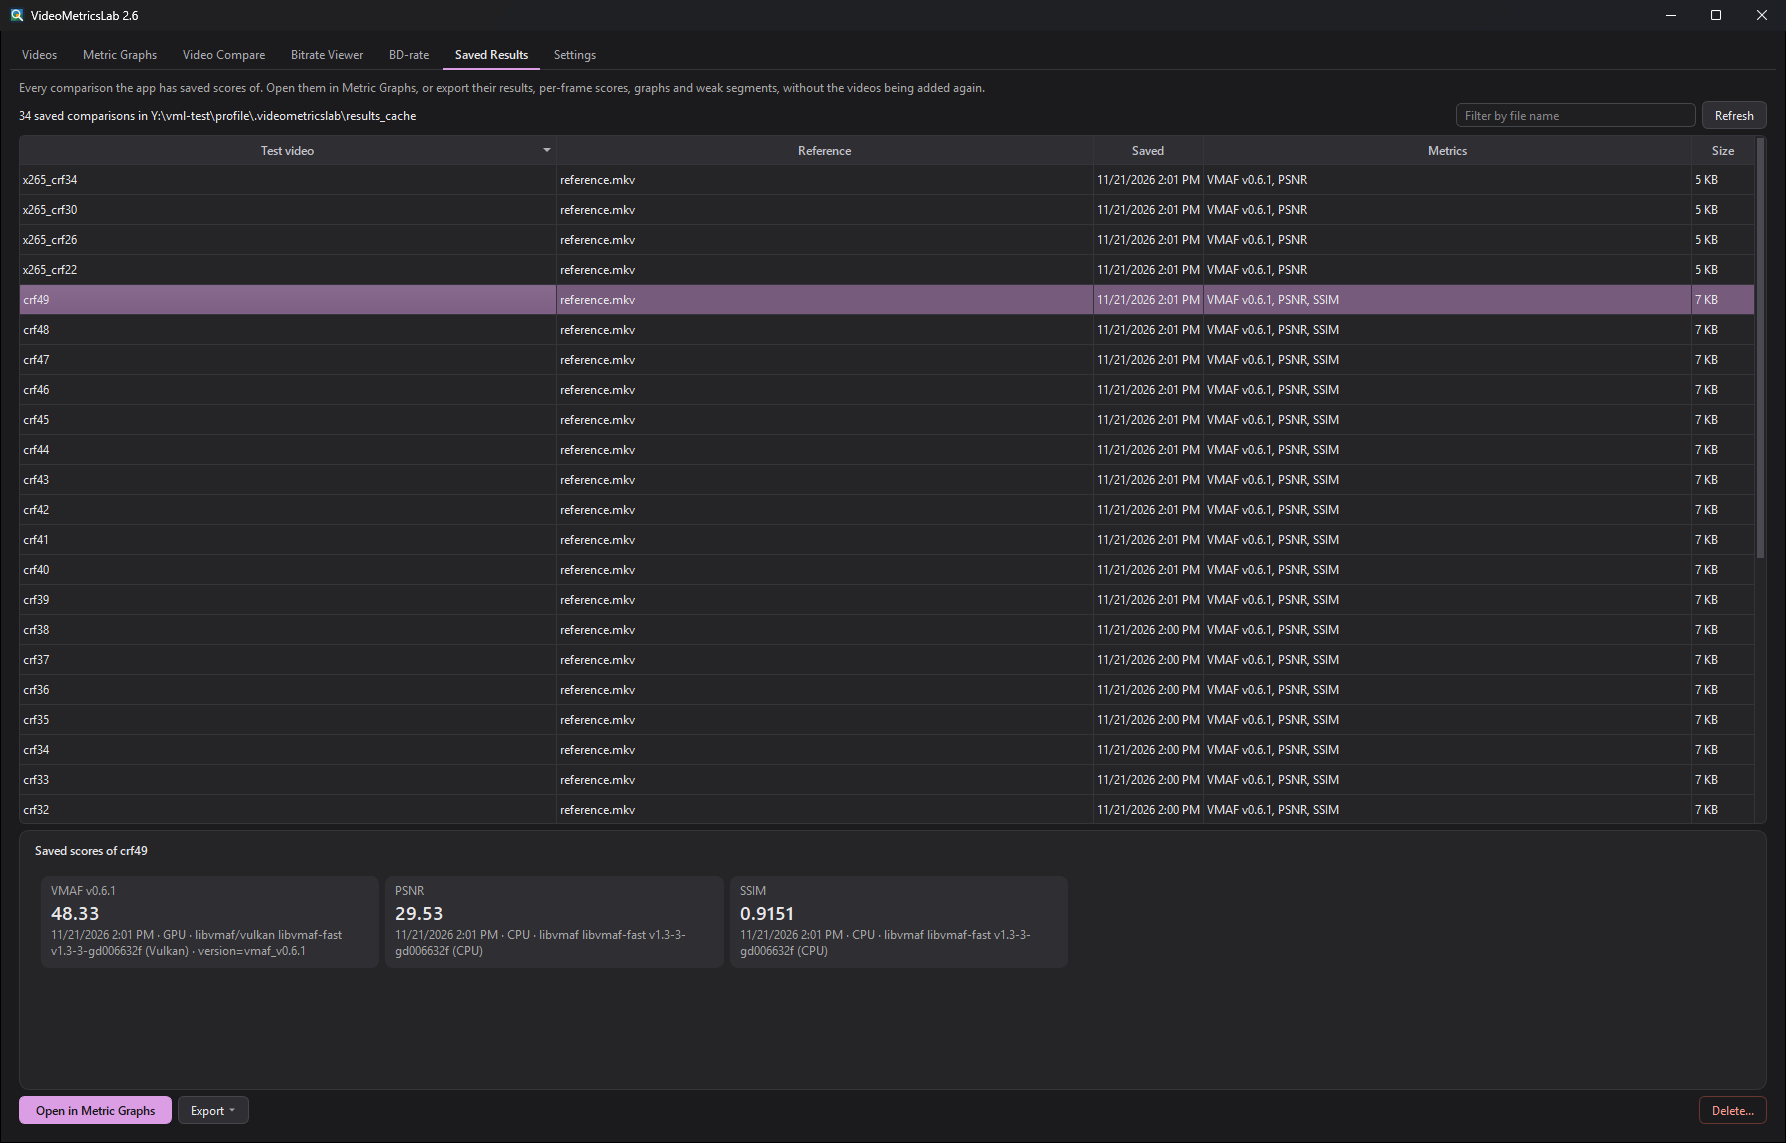 VideoMetricsLab 2.6
Videos Metric Graphs Video Compare Bitrate Viewer BD-rate Saved Results Settings
Every comparison the app has saved scores of. Open them in Metric Graphs, or export their results, per-frame scores, graphs and weak segments, without the videos being added again.
34 saved comparisons in Y:\vml-test\profile\.videometricslab\results_cache Filter by file name Refresh
Test video Reference Saved Metrics Size
x265_crf34 reference.mkv 11/21/2026 2:01 PM VMAF v0.6.1, PSNR 5 KB
x265_crf30 reference.mkv 11/21/2026 2:01 PM VMAF v0.6.1, PSNR 5 KB
x265_crf26 reference.mkv 11/21/2026 2:01 PM VMAF v0.6.1, PSNR 5 KB
x265_crf22 reference.mkv 11/21/2026 2:01 PM VMAF v0.6.1, PSNR 5 KB
crf49 reference.mkv 11/21/2026 2:01 PM VMAF v0.6.1, PSNR, SSIM 7 KB
crf48 reference.mkv 11/21/2026 2:01 PM VMAF v0.6.1, PSNR, SSIM 7 KB
crf47 reference.mkv 11/21/2026 2:01 PM VMAF v0.6.1, PSNR, SSIM 7 KB
crf46 reference.mkv 11/21/2026 2:01 PM VMAF v0.6.1, PSNR, SSIM 7 KB
crf45 reference.mkv 11/21/2026 2:01 PM VMAF v0.6.1, PSNR, SSIM 7 KB
crf44 reference.mkv 11/21/2026 2:01 PM VMAF v0.6.1, PSNR, SSIM 7 KB
crf43 reference.mkv 11/21/2026 2:01 PM VMAF v0.6.1, PSNR, SSIM 7 KB
crf42 reference.mkv 11/21/2026 2:01 PM VMAF v0.6.1, PSNR, SSIM 7 KB
crf41 reference.mkv 11/21/2026 2:01 PM VMAF v0.6.1, PSNR, SSIM 7 KB
crf40 reference.mkv 11/21/2026 2:01 PM VMAF v0.6.1, PSNR, SSIM 7 KB
crf39 reference.mkv 11/21/2026 2:01 PM VMAF v0.6.1, PSNR, SSIM 7 KB
crf38 reference.mkv 11/21/2026 2:00 PM VMAF v0.6.1, PSNR, SSIM 7 KB
crf37 reference.mkv 11/21/2026 2:00 PM VMAF v0.6.1, PSNR, SSIM 7 KB
crf36 reference.mkv 11/21/2026 2:00 PM VMAF v0.6.1, PSNR, SSIM 7 KB
crf35 reference.mkv 11/21/2026 2:00 PM VMAF v0.6.1, PSNR, SSIM 7 KB
crf34 reference.mkv 11/21/2026 2:00 PM VMAF v0.6.1, PSNR, SSIM 7 KB
crf33 reference.mkv 11/21/2026 2:00 PM VMAF v0.6.1, PSNR, SSIM 7 KB
crf32 reference.mkv 11/21/2026 2:00 PM VMAF v0.6.1, PSNR, SSIM 7 KB
Saved scores of crf49
VMAF v0.6.1
48.33
11/21/2026 2:01 PM · GPU · libvmaf/vulkan libvmaf-fast
v1.3-3-gd006632f (Vulkan) · version=vmaf_v0.6.1
PSNR
29.53
11/21/2026 2:01 PM · CPU · libvmaf libvmaf-fast v1.3-3-
gd006632f (CPU)
SSIM
0.9151
11/21/2026 2:01 PM · CPU · libvmaf libvmaf-fast v1.3-3-
gd006632f (CPU)
Open in Metric Graphs Export Delete...